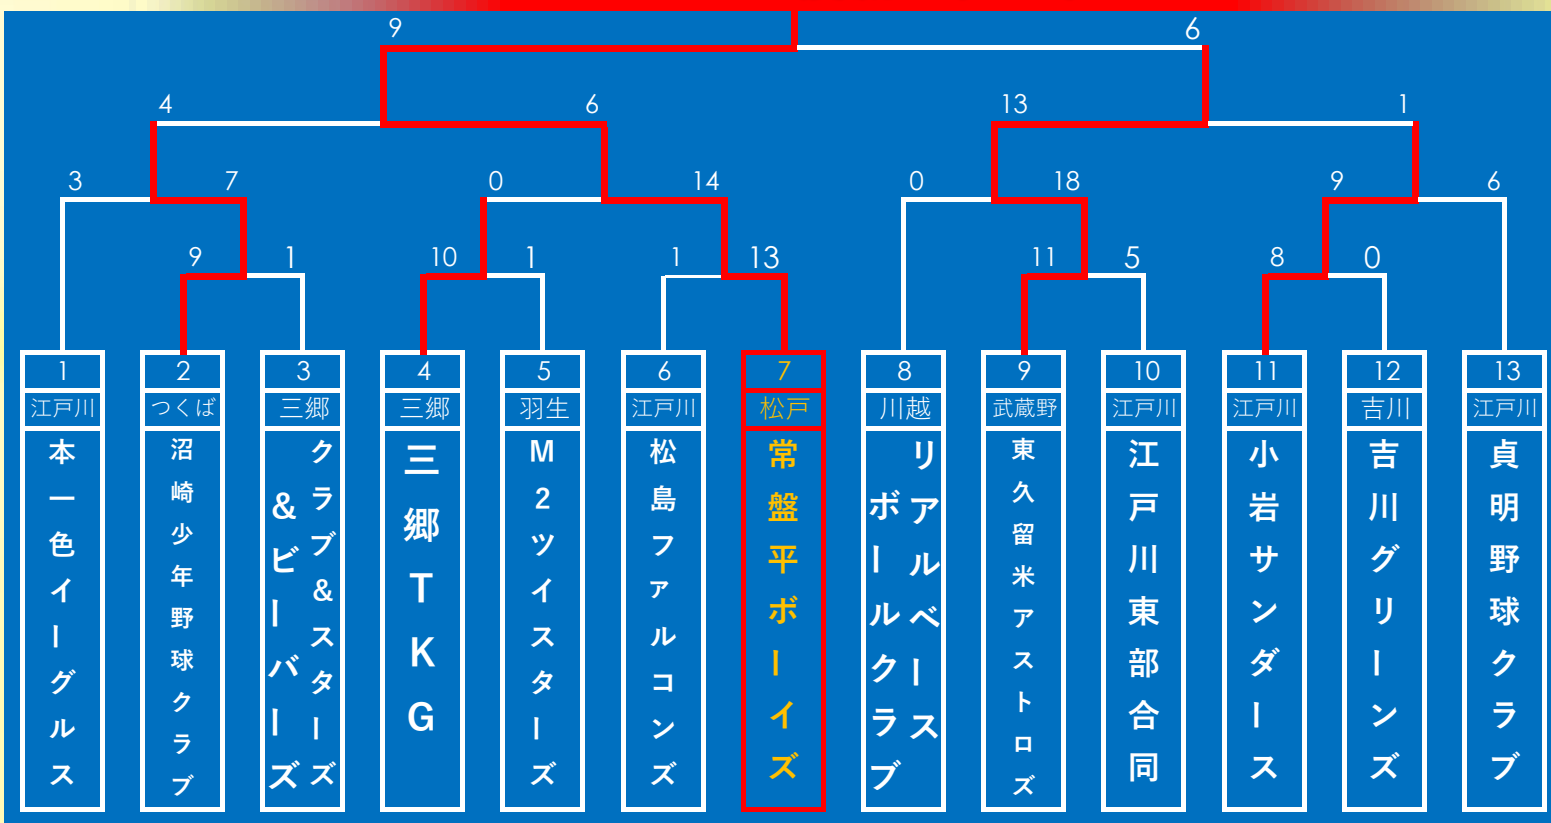 9
6
4
6
13
1
3
7
0
14
0
18
9
6
9
1
10
1
1
13
11
5
8
0
1
江戸川
本一色イーグルス
2
つくば
沼崎少年野球クラブ
3
三郷
クラブ&スターズ
&ビーバーズ
4
三郷
三郷TKG
5
羽生
M2ツイスターズ
6
江戸川
松島ファルコンズ
7
松戸
常盤平ボーイズ
8
川越
リアルベース
ボールクラブ
9
武蔵野
東久留米アストロズ
10
江戸川
江戸川東部合同
11
江戸川
小岩サンダース
12
吉川
吉川グリーンズ
13
江戸川
貞明野球クラブ